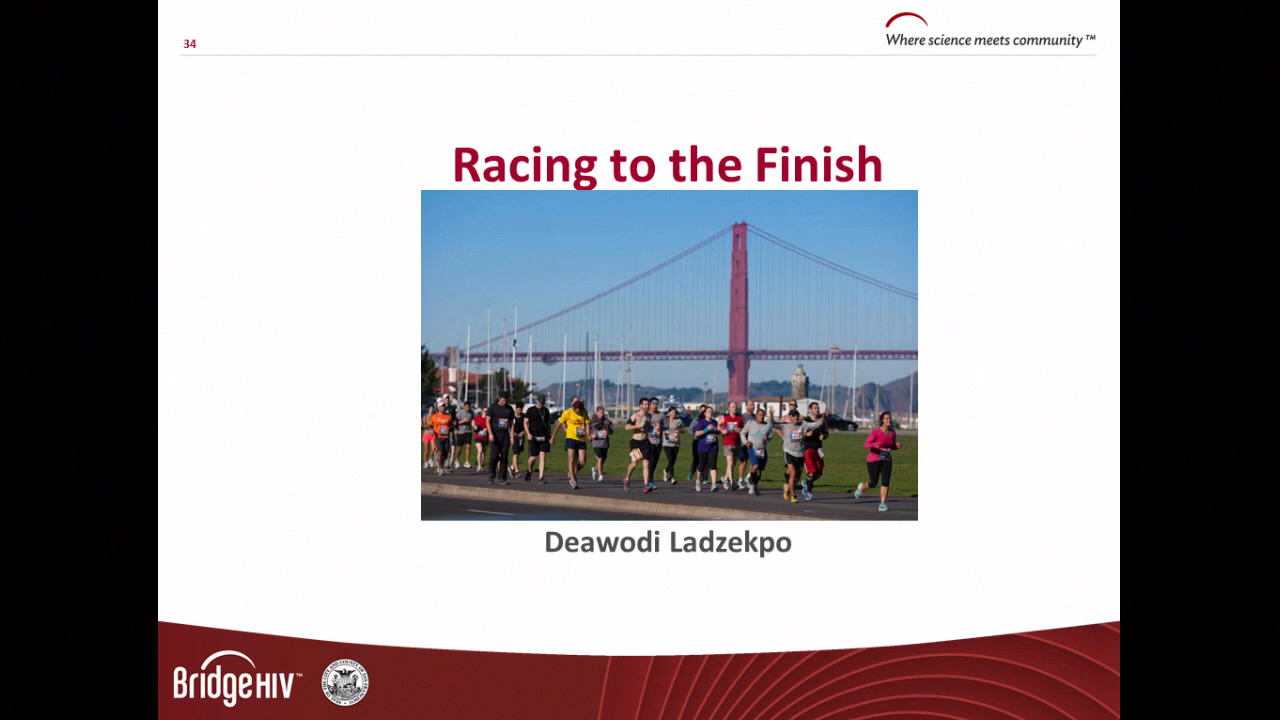 34
Where science meets community™
Racing to the Finish
Deawodi Ladzekpo
BridgeHIV™